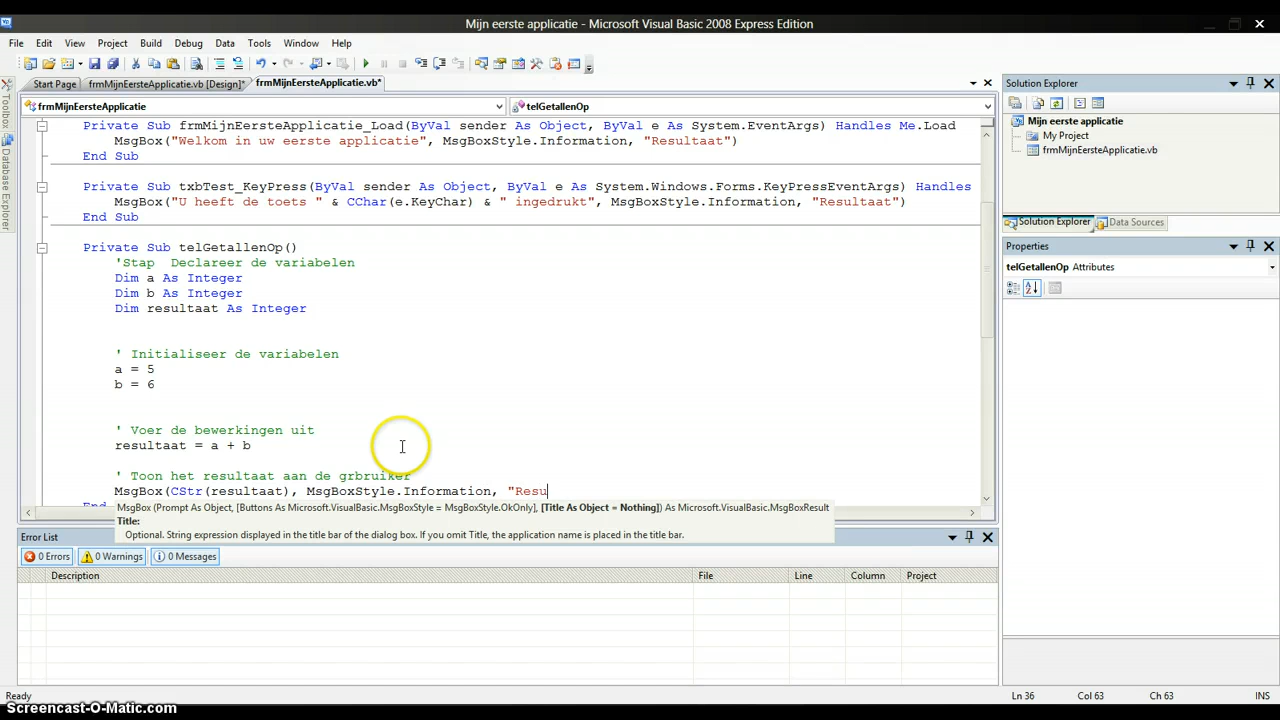 Mijn eerste applicatie - Microsoft Visual Basic 2008 Express Edition
File Edit View Project Build Debug Data Tools Window Help
Start Page frmMijnEersteApplicatie.vb [Design]* frmMijnEersteApplicatie.vb*
frmMijnEersteApplicatie telGetallenOp
Toolbox
Database Explorer
Private Sub frmMijnEersteApplicatie_Load(ByVal sender As Object, ByVal e As System.EventArgs) Handles Me.Load
MsgBox("Welkom in uw eerste applicatie", MsgBoxStyle.Information, "Resultaat")
End Sub
Private Sub txbTest_KeyPress(ByVal sender As Object, ByVal e As System.Windows.Forms.KeyPressEventArgs) Handles
MsgBox("U heeft de toets " & CChar(e.KeyChar) & " ingedrukt", MsgBoxStyle.Information, "Resultaat")
End Sub
Private Sub telGetallenOp()
'Stap  Declareer de variabelen
Dim a As Integer
Dim b As Integer
Dim resultaat As Integer
' Initialiseer de variabelen
a = 5
b = 6
' Voer de bewerkingen uit
resultaat = a + b
' Toon het resultaat aan de grbruiker
MsgBox(CStr(resultaat), MsgBoxStyle.Information, "Resu
MsgBox (Prompt As Object, [Buttons As Microsoft.VisualBasic.MsgBoxStyle = MsgBoxStyle.OkOnly], [Title As Object = Nothing]) As Microsoft.VisualBasic.MsgBoxResult
Title:
Optional. String expression displayed in the title bar of the dialog box. If you omit Title, the application name is placed in the title bar.
Error List
0 Errors 0 Warnings 0 Messages
Description File Line Column Project
Solution Explorer
Mijn eerste applicatie
My Project
frmMijnEersteApplicatie.vb
Solution Explorer Data Sources
Properties
telGetallenOp Attributes
Ready Ln 36 Col 63 Ch 63 INS
Screencast-O-Matic.com